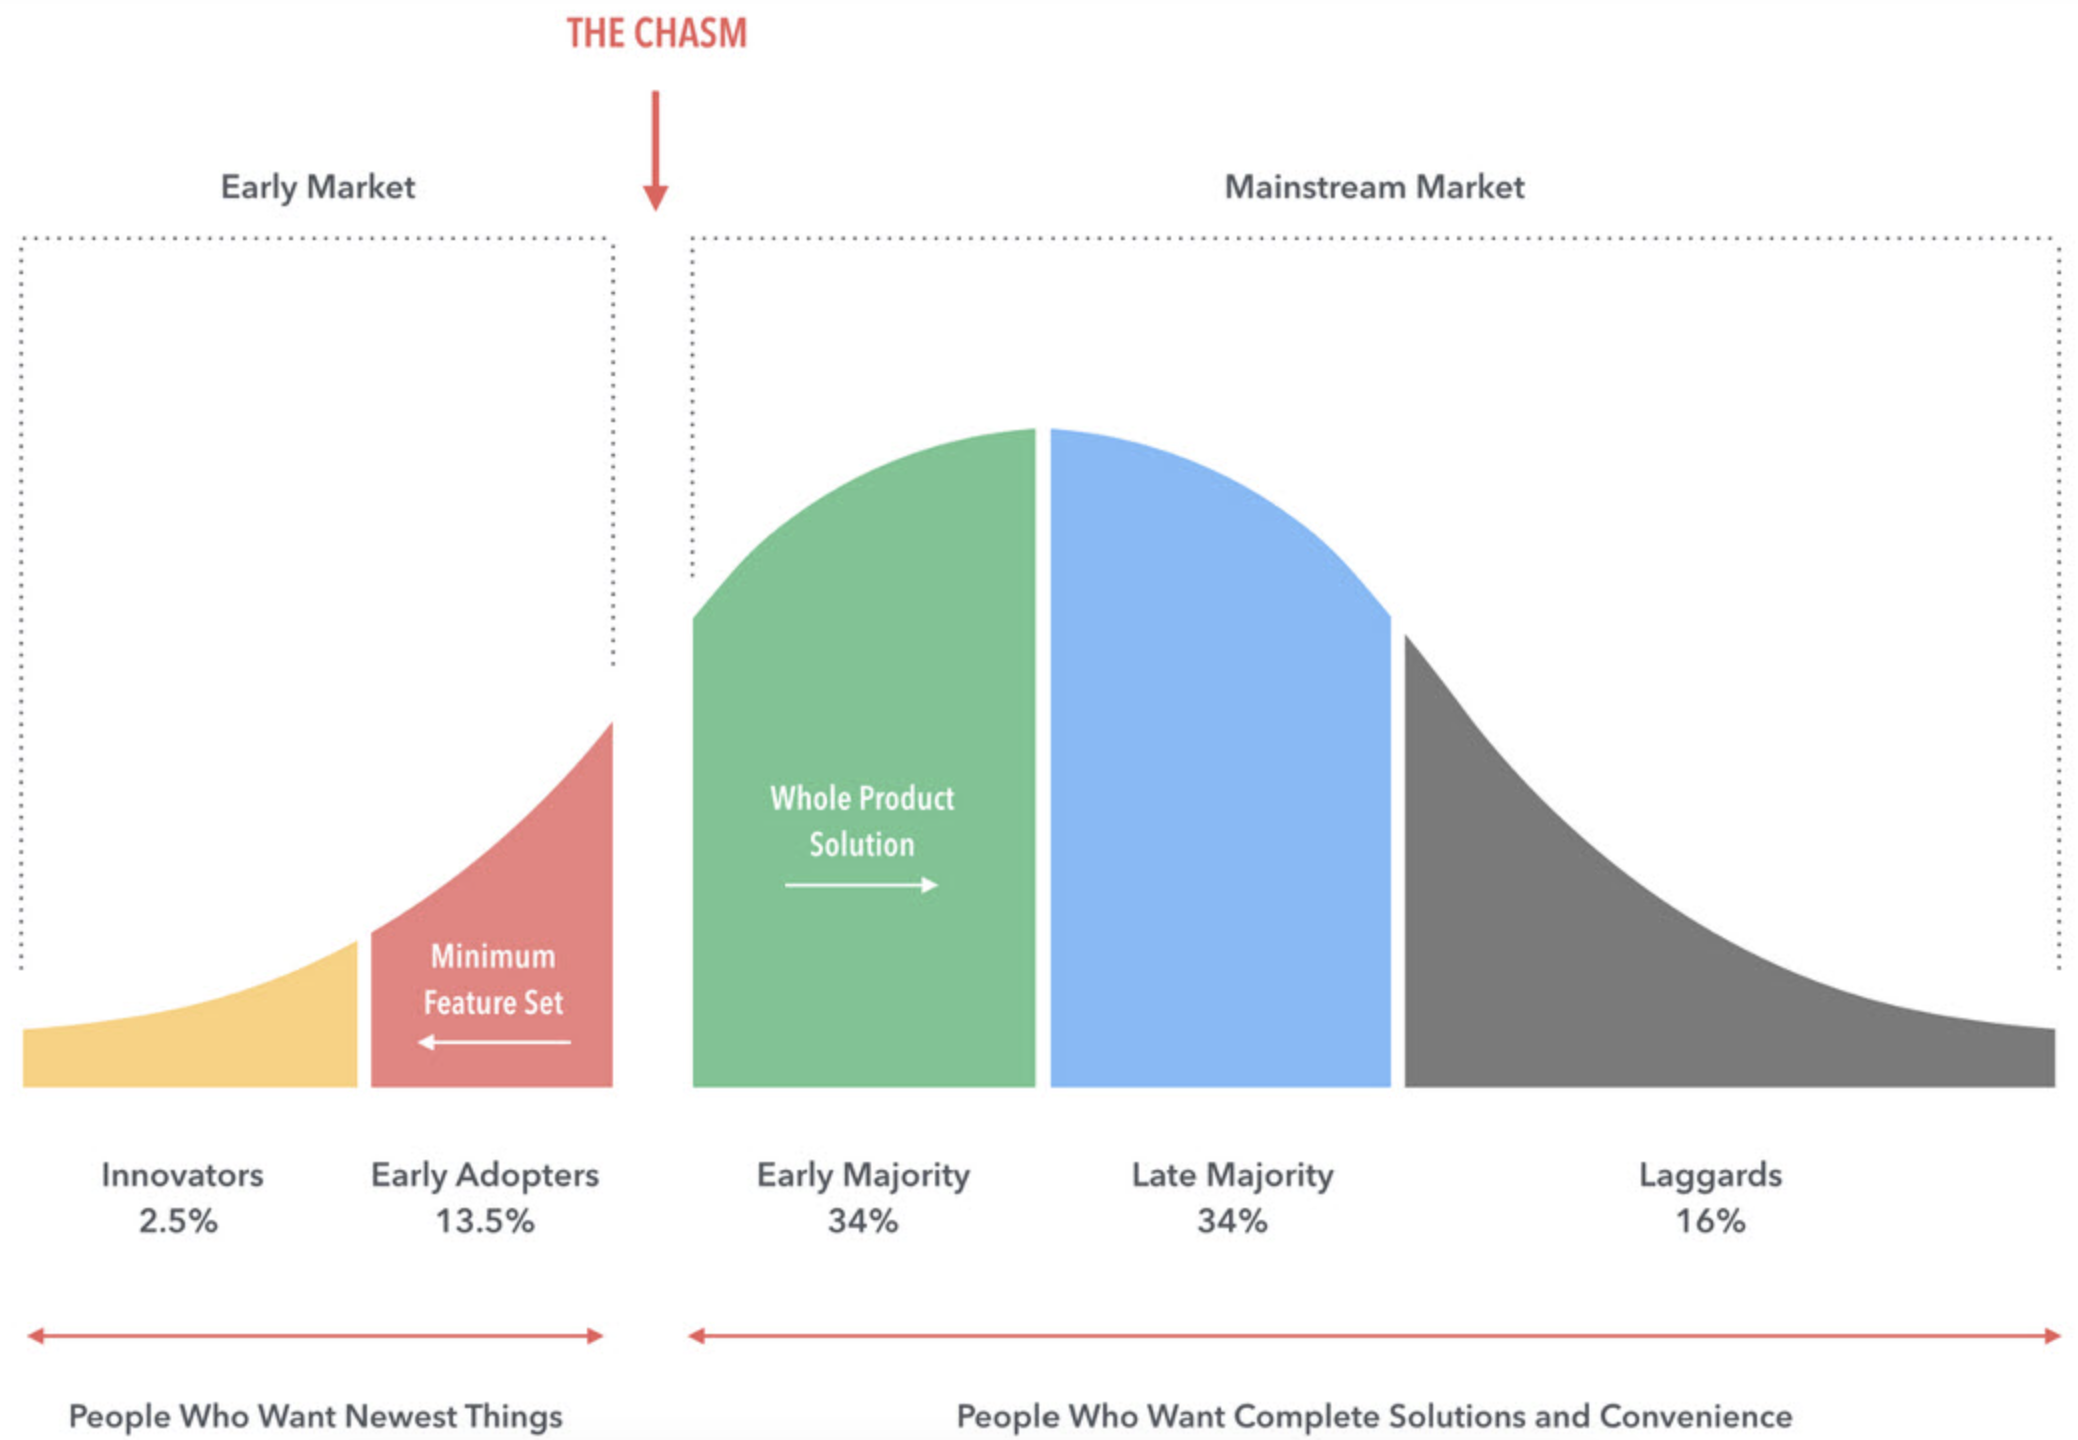 THE CHASM
Early Market
Mainstream Market
Whole Product
Solution
Minimum
Feature Set
Innovators
2.5%
Early Adopters
13.5%
Early Majority
34%
Late Majority
34%
Laggards
16%
People Who Want Newest Things
People Who Want Complete Solutions and Convenience